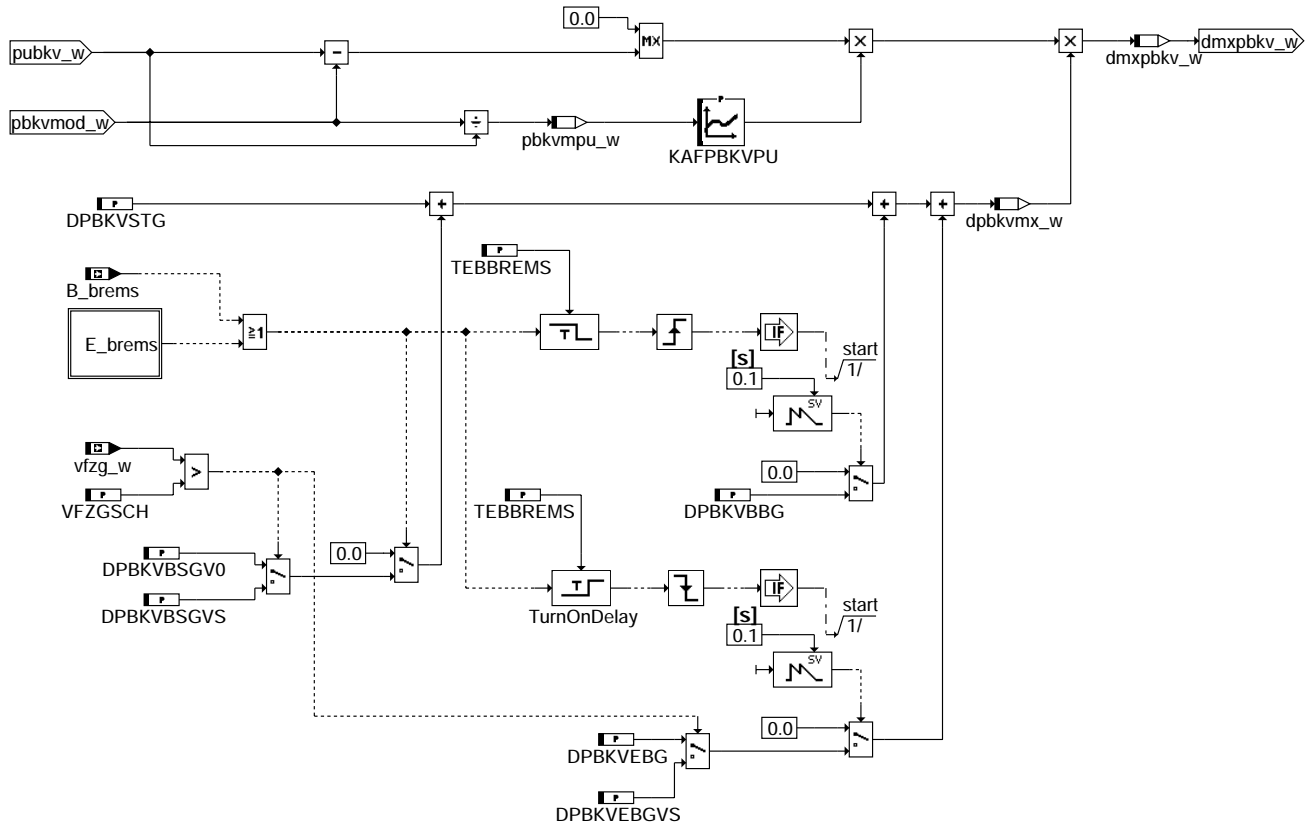 0.0
MX
pubkv_w
-
×
×
dmxpbkv_w
dmxpbkv_w
pbkvmod_w
÷
pbkvmpu_w
P
KAFPBKVPU
P
DPBKVSTG
+
+
+
dpbkvmx_w
P
TEBBREMS
B_brems
E_brems
≥1
T
IF
start
1/
[s]
0.1
SV
vfzg_w
>
P
VFZGSCH
0.0
P
DPBKVBBG
P
TEBBREMS
P
DPBKVBSGV0
0.0
P
DPBKVBSGVS
T
TurnOnDelay
IF
start
1/
[s]
0.1
SV
0.0
P
DPBKVEBG
P
DPBKVEBGVS